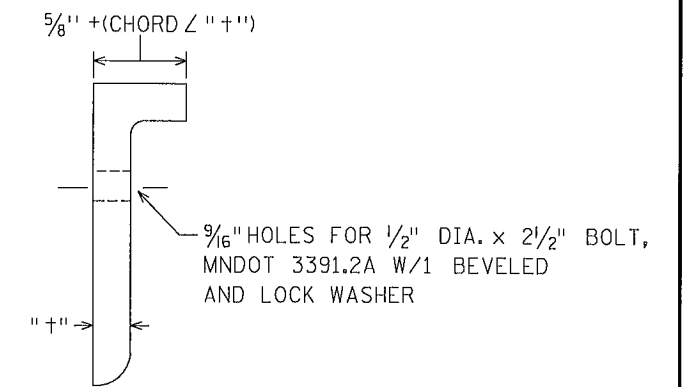 5/8" +(CHORD ∠ "t")
9/16" HOLES FOR 1/2" DIA. x 2 1/2" BOLT,
MNDOT 3391.2A W/1 BEVELED
AND LOCK WASHER
"t"